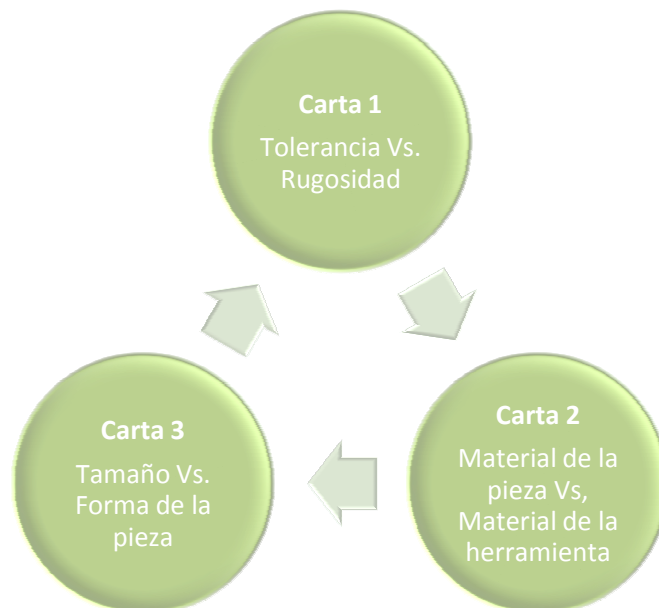 Carta 1
Tolerancia Vs.
Rugosidad
Carta 2
Material de la
pieza Vs,
Material de la
herramienta
Carta 3
Tamaño Vs.
Forma de la
pieza